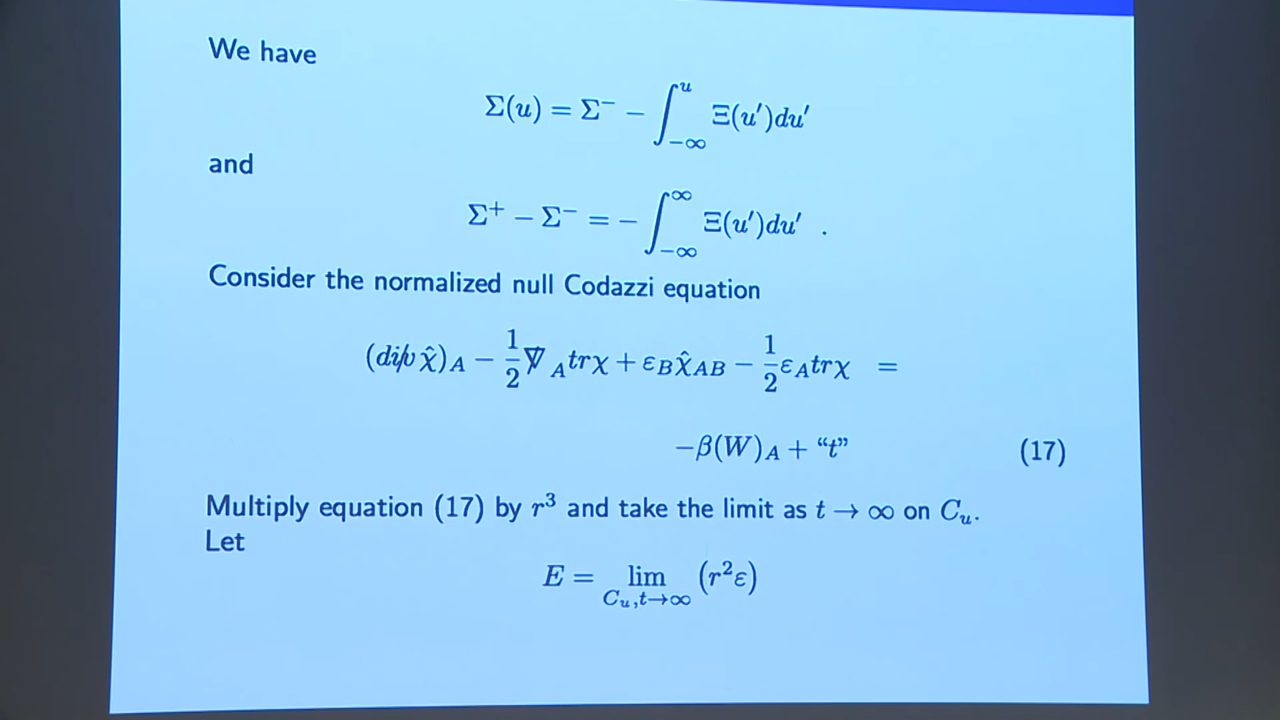 We have
Σ(u) = Σ⁻ − ∫_{−∞}^{u} Ξ(u′)du′
and
Σ⁺ − Σ⁻ = − ∫_{−∞}^{∞} Ξ(u′)du′ .
Consider the normalized null Codazzi equation
(di̸v χ̂)_A − 1/2 ∇̸_A trχ + ε_B χ̂_AB − 1/2 ε_A trχ =
−β(W)_A + “t” (17)
Multiply equation (17) by r³ and take the limit as t → ∞ on C_u.
Let
E = lim_{C_u,t→∞} (r²ε)